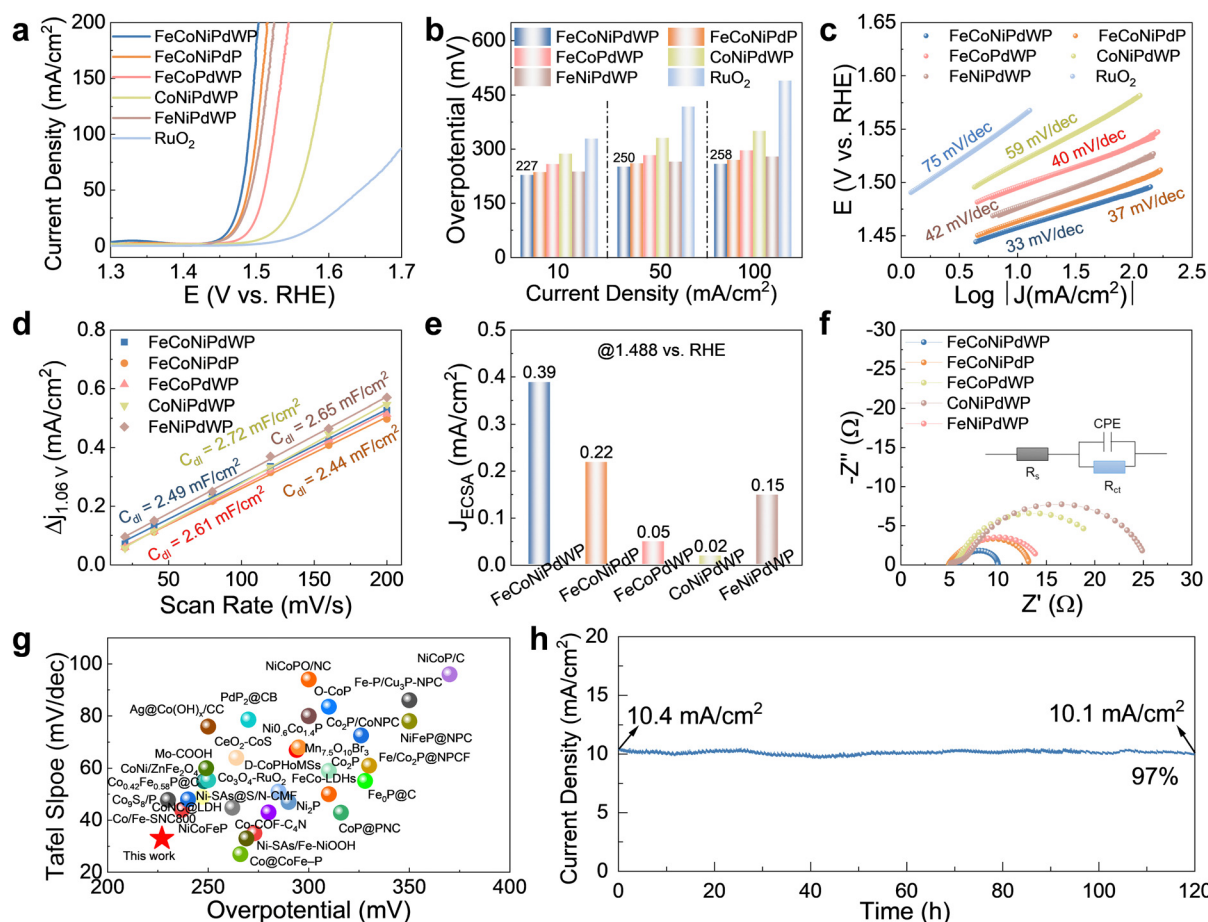 a
Current Density (mA/cm²)
200
150
100
50
0
FeCoNiPdWP
FeCoNiPdP
FeCoPdWP
CoNiPdWP
FeNiPdWP
RuO₂
1.3 1.4 1.5 1.6 1.7
E (V vs. RHE)
b
Overpotential (mV)
600
450
300
150
0
FeCoNiPdWP FeCoNiPdP
FeCoPdWP CoNiPdWP
FeNiPdWP RuO₂
227 250 258
10 50 100
Current Density (mA/cm²)
c
E (V vs. RHE)
1.65
1.60
1.55
1.50
1.45
FeCoNiPdWP FeCoNiPdP
FeCoPdWP CoNiPdWP
FeNiPdWP RuO₂
75 mV/dec
59 mV/dec
40 mV/dec
42 mV/dec
33 mV/dec
37 mV/dec
0.0 0.5 1.0 1.5 2.0 2.5
Log |J(mA/cm²)|
d
Δj₁.₀₆ ᵥ (mA/cm²)
0.8
0.6
0.4
0.2
0.0
FeCoNiPdWP
FeCoNiPdP
FeCoPdWP
CoNiPdWP
FeNiPdWP
C_dl = 2.72 mF/cm²
C_dl = 2.65 mF/cm²
C_dl = 2.49 mF/cm²
C_dl = 2.44 mF/cm²
C_dl = 2.61 mF/cm²
40 80 120 160 200
Scan Rate (mV/s)
e
J_ECSA (mA/cm²)
0.5
0.4
0.3
0.2
0.1
0.0
@1.488 vs. RHE
0.39
0.22
0.05
0.02
0.15
FeCoNiPdWP
FeCoNiPdP
FeCoPdWP
CoNiPdWP
FeNiPdWP
f
-Z" (Ω)
-30
-25
-20
-15
-10
-5
0
FeCoNiPdWP
FeCoNiPdP
FeCoPdWP
CoNiPdWP
FeNiPdWP
CPE
R_s
R_ct
0 5 10 15 20 25 30
Z' (Ω)
g
Tafel Slpoe (mV/dec)
100
80
60
40
20
NiCoP/C
NiCoPO/NC
Fe-P/Cu₃P-NPC
O-CoP
PdP₂@CB
Ag@Co(OH)ₓ/CC
Ni₀.₆Co₁.₄P
Co₂P/CoNPC
NiFeP@NPC
CeO₂-CoS
Mn₇.₅O₁₀Br₃
Mo-COOH
D-CoPHoMSs
Co₂P
Fe/Co₂P@NPCF
CoNi/ZnFe₂O₄
Co₃O₄-RuO₂
FeCo-LDHs
Co₀.₄₂Fe₀.₅₈P@C
Ni-SAs@S/N-CMF
Fe₀P@C
Co₉S₈/P
CoNC@LDH
Ni₂P
Co/Fe-SNC800
NiCoFeP
Co-COF-C₄N
CoP@PNC
This work
Ni-SAs/Fe-NiOOH
Co@CoFe–P
200 250 300 350 400
Overpotential (mV)
h
Current Density (mA/cm²)
20
15
10
5
0
10.4 mA/cm²
10.1 mA/cm²
97%
0 20 40 60 80 100 120
Time (h)